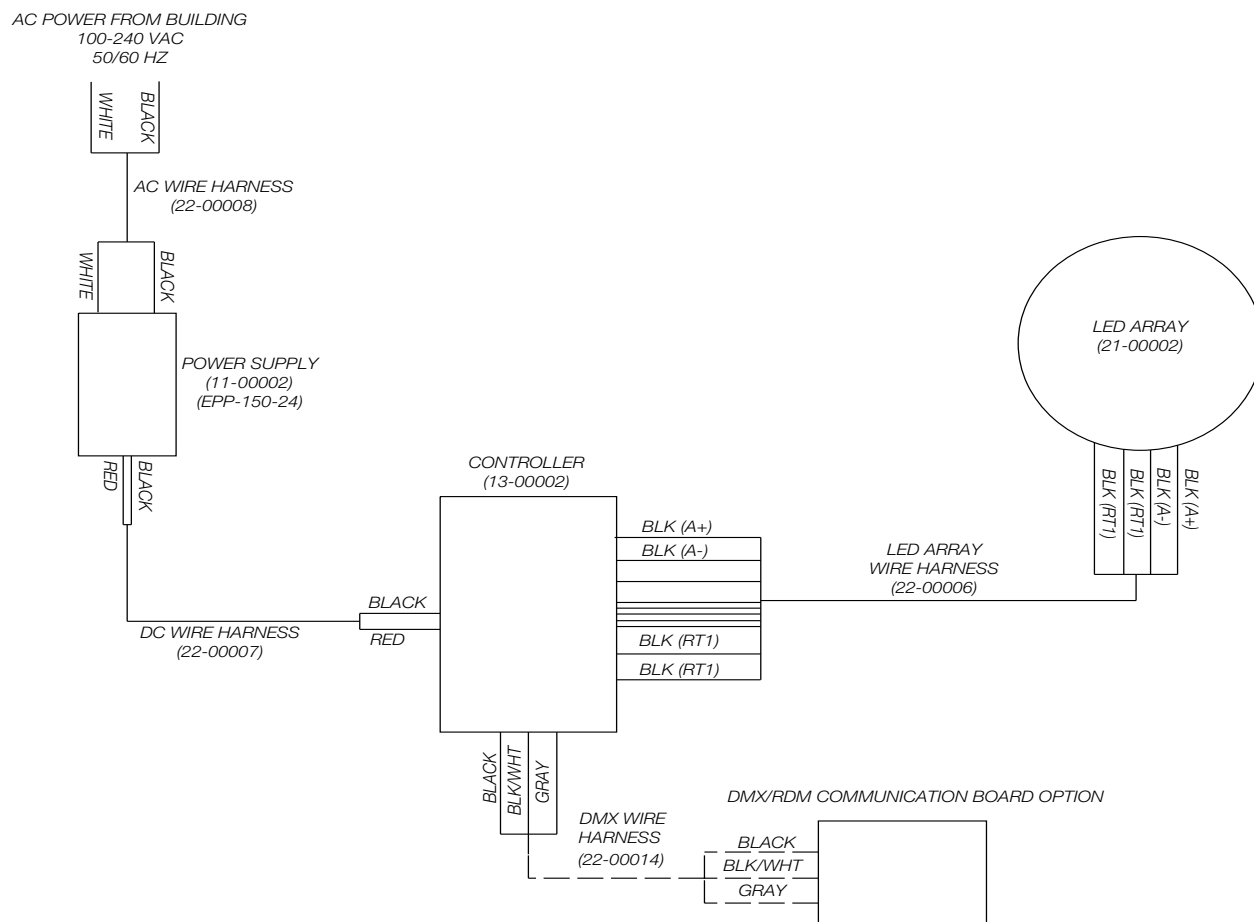 AC POWER FROM BUILDING
100-240 VAC
50/60 HZ
WHITE
BLACK
AC WIRE HARNESS
(22-00008)
WHITE
BLACK
POWER SUPPLY
(11-00002)
(EPP-150-24)
RED
BLACK
DC WIRE HARNESS
(22-00007)
BLACK
RED
CONTROLLER
(13-00002)
BLK (A+)
BLK (A-)
BLK (RT1)
BLK (RT1)
LED ARRAY
WIRE HARNESS
(22-00006)
LED ARRAY
(21-00002)
BLK (RT1)
BLK (RT1)
BLK (A-)
BLK (A+)
BLACK
BLK/WHT
GRAY
DMX WIRE
HARNESS
(22-00014)
DMX/RDM COMMUNICATION BOARD OPTION
BLACK
BLK/WHT
GRAY